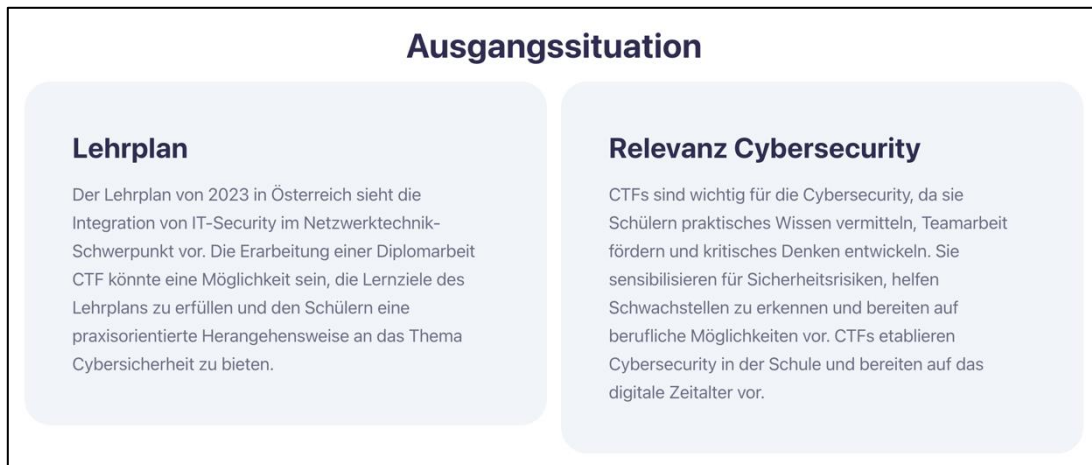 Ausgangssituation
Lehrplan
Der Lehrplan von 2023 in Österreich sieht die
Integration von IT-Security im Netzwerktechnik-
Schwerpunkt vor. Die Erarbeitung einer Diplomarbeit
CTF könnte eine Möglichkeit sein, die Lernziele des
Lehrplans zu erfüllen und den Schülern eine
praxisorientierte Herangehensweise an das Thema
Cybersicherheit zu bieten.
Relevanz Cybersecurity
CTFs sind wichtig für die Cybersecurity, da sie
Schülern praktisches Wissen vermitteln, Teamarbeit
fördern und kritisches Denken entwickeln. Sie
sensibilisieren für Sicherheitsrisiken, helfen
Schwachstellen zu erkennen und bereiten auf
berufliche Möglichkeiten vor. CTFs etablieren
Cybersecurity in der Schule und bereiten auf das
digitale Zeitalter vor.